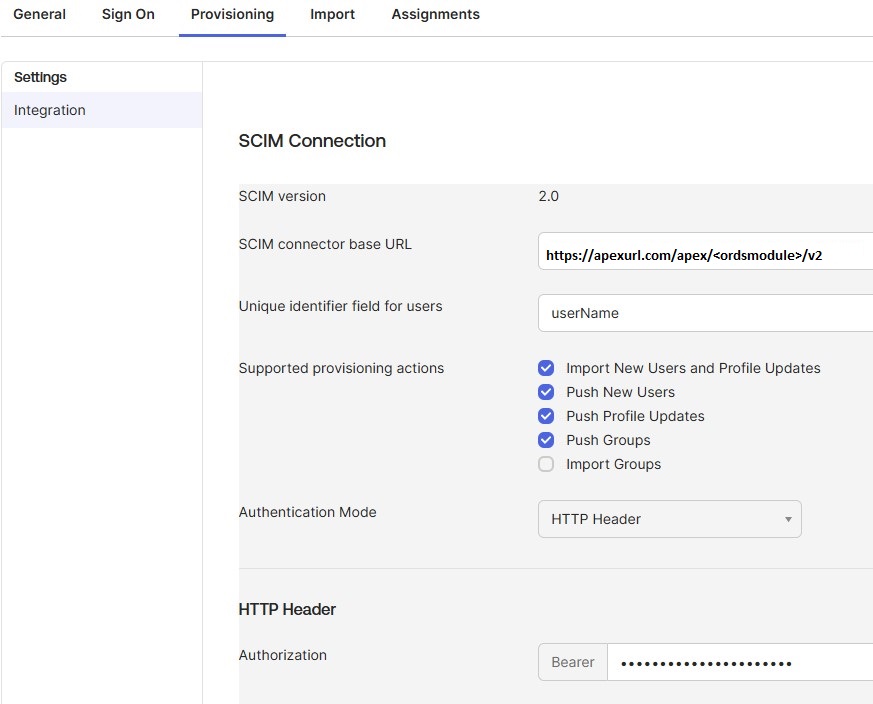 General Sign On Provisioning Import Assignments
Settings
Integration
SCIM Connection
SCIM version 2.0
SCIM connector base URL https://apexurl.com/apex/<ordsmodule>/v2
Unique identifier field for users userName
Supported provisioning actions Import New Users and Profile Updates
Push New Users
Push Profile Updates
Push Groups
Import Groups
Authentication Mode HTTP Header
HTTP Header
Authorization Bearer ••••••••••••••••••••••